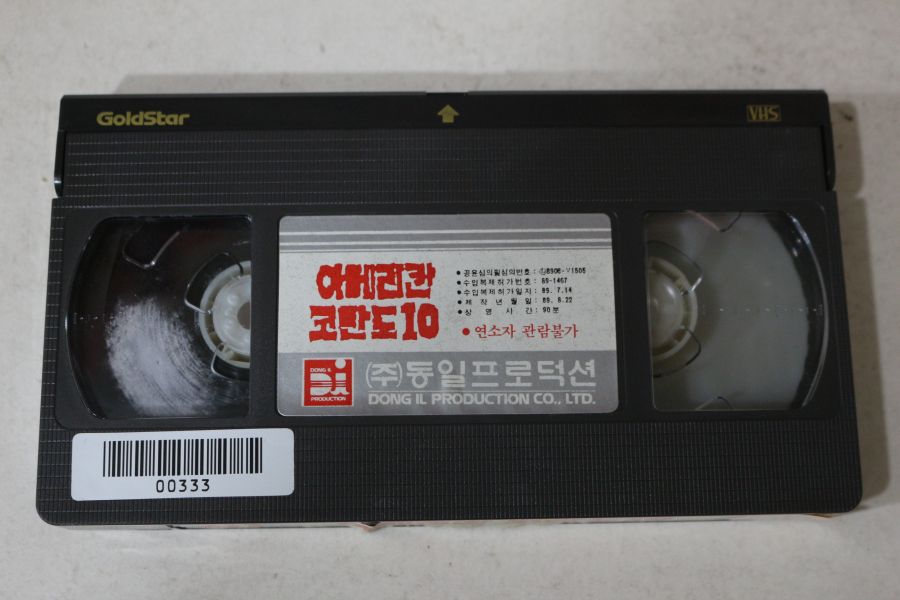 GoldStar
VHS
아메리칸
코만도 10
• 공윤심의필심의번호: Ⓤ8908-V1505
• 수입복제허가번호: 89-1467
• 수입복제허가일자: 89.7.14
• 제작년월일: 89.8.22
• 상영시간: 90분
• 연소자 관람불가
DONG IL
Di
PRODUCTION
(주)동일프로덕션
DONG IL PRODUCTION CO., LTD.
00333